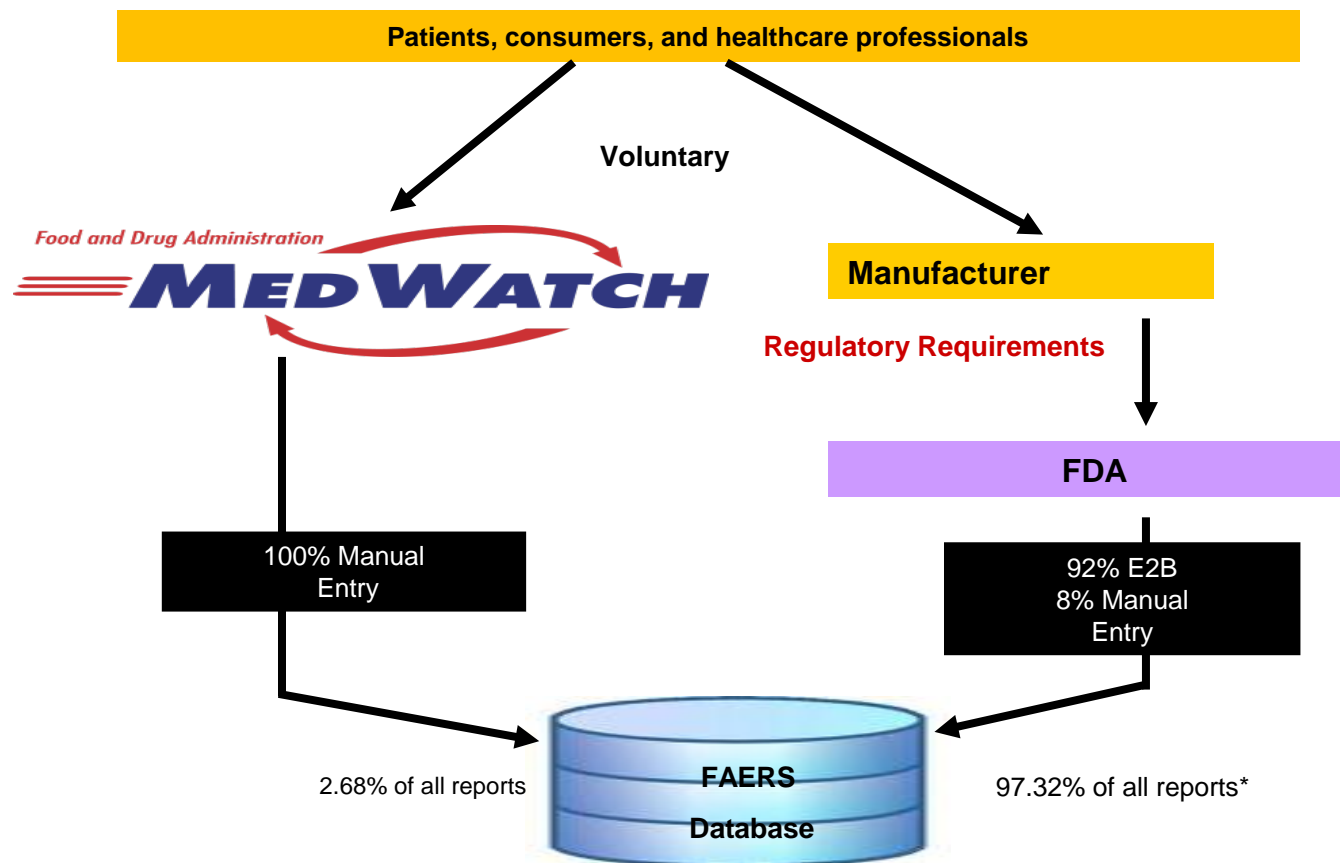 Patients, consumers, and healthcare professionals
Voluntary
Food and Drug Administration
MEDWATCH
Manufacturer
Regulatory Requirements
FDA
100% Manual
Entry
92% E2B
8% Manual
Entry
2.68% of all reports
FAERS
Database
97.32% of all reports*